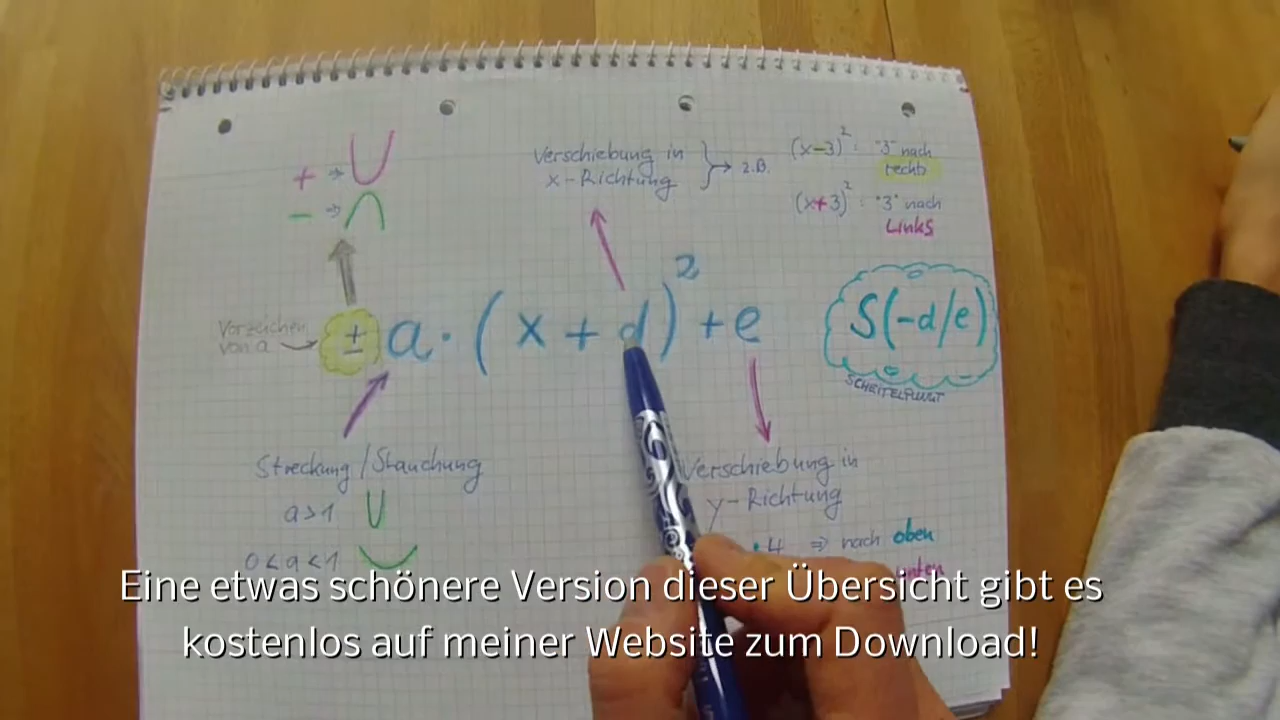 + ⇒
− ⇒
Verschiebung in
x-Richtung
→ z.B.
(x-3)²: "3" nach
rechts
(x+3)²: "3" nach
Links
Vorzeichen
von a
± a · (x + d)² + e
S(-d/e)
SCHEITELPUNKT
Streckung / Stauchung
a>1
0<a<1
Verschiebung in
y-Richtung
4 ⇒ nach oben
unten
Eine etwas schönere Version dieser Übersicht gibt es
kostenlos auf meiner Website zum Download!